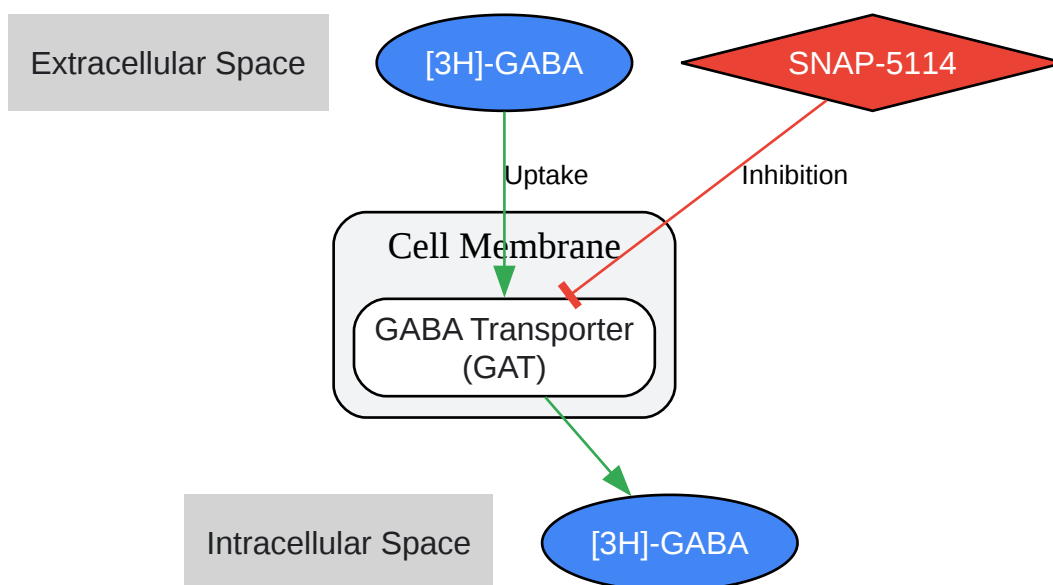 Extracellular Space
[3H]-GABA
SNAP-5114
Uptake
Inhibition
Cell Membrane
GABA Transporter
(GAT)
Intracellular Space
[3H]-GABA